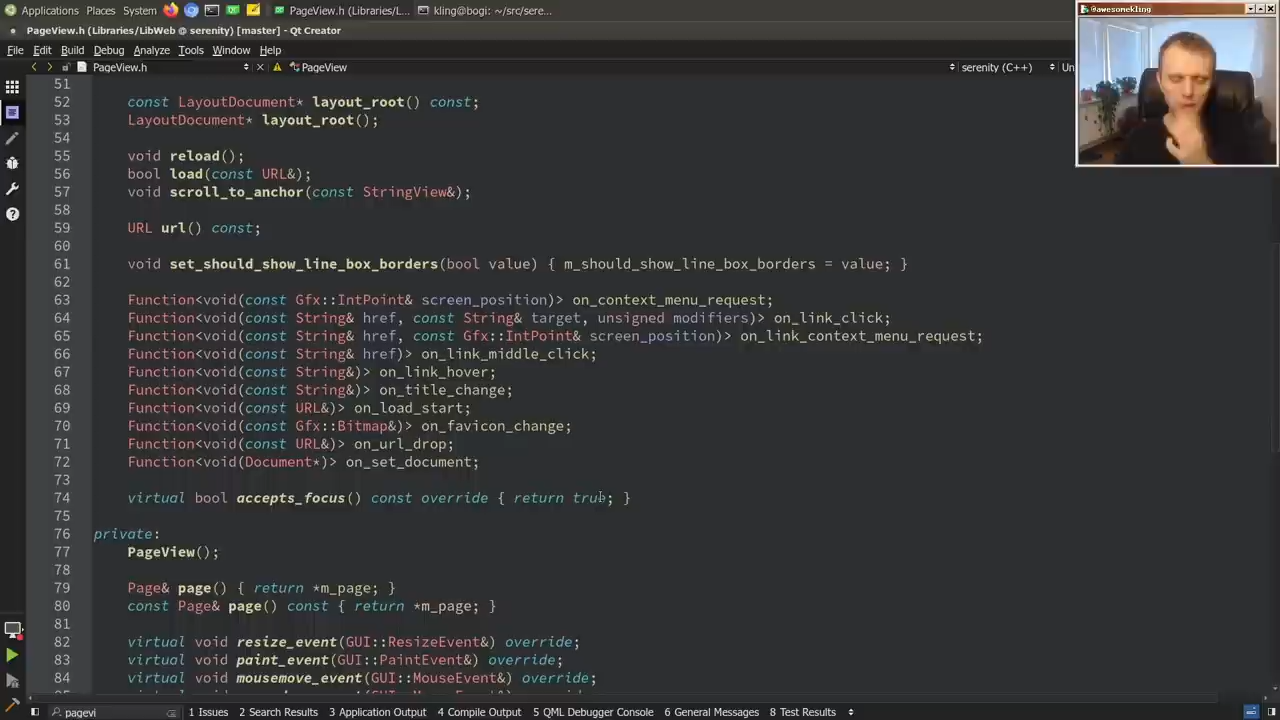 Applications Places System PageView.h (Libraries/L... kling@bogi: ~/src/sere...
@awesomekling
PageView.h (Libraries/LibWeb @ serenity) [master] - Qt Creator
File Edit Build Debug Analyze Tools Window Help
PageView.h PageView serenity (C++) Un
51
52 const LayoutDocument* layout_root() const;
53 LayoutDocument* layout_root();
54
55 void reload();
56 bool load(const URL&);
57 void scroll_to_anchor(const StringView&);
58
59 URL url() const;
60
61 void set_should_show_line_box_borders(bool value) { m_should_show_line_box_borders = value; }
62
63 Function<void(const Gfx::IntPoint& screen_position)> on_context_menu_request;
64 Function<void(const String& href, const String& target, unsigned modifiers)> on_link_click;
65 Function<void(const String& href, const Gfx::IntPoint& screen_position)> on_link_context_menu_request;
66 Function<void(const String& href)> on_link_middle_click;
67 Function<void(const String&)> on_link_hover;
68 Function<void(const String&)> on_title_change;
69 Function<void(const URL&)> on_load_start;
70 Function<void(const Gfx::Bitmap&)> on_favicon_change;
71 Function<void(const URL&)> on_url_drop;
72 Function<void(Document*)> on_set_document;
73
74 virtual bool accepts_focus() const override { return true; }
75
76 private:
77 PageView();
78
79 Page& page() { return *m_page; }
80 const Page& page() const { return *m_page; }
81
82 virtual void resize_event(GUI::ResizeEvent&) override;
83 virtual void paint_event(GUI::PaintEvent&) override;
84 virtual void mousemove_event(GUI::MouseEvent&) override;
pagevi 1 Issues 2 Search Results 3 Application Output 4 Compile Output 5 QML Debugger Console 6 General Messages 8 Test Results